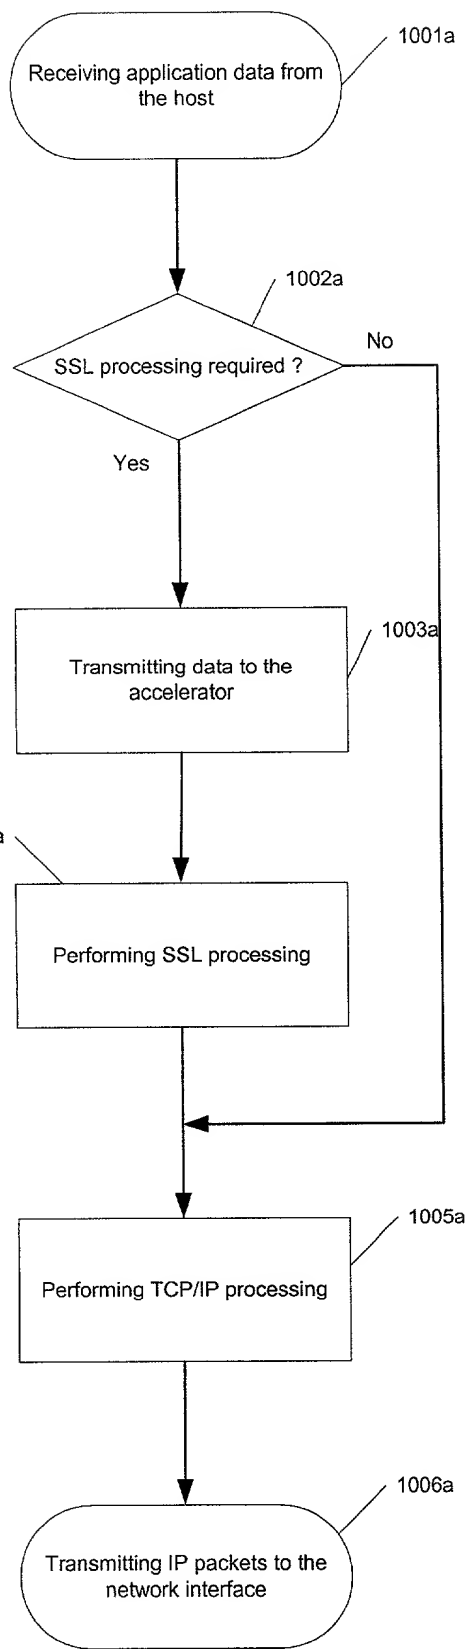 1001a
Receiving application data from
the host
1002a
No
SSL processing required ?
Yes
1003a
Transmitting data to the
accelerator
a
Performing SSL processing
1005a
Performing TCP/IP processing
1006a
Transmitting IP packets to the
network interface